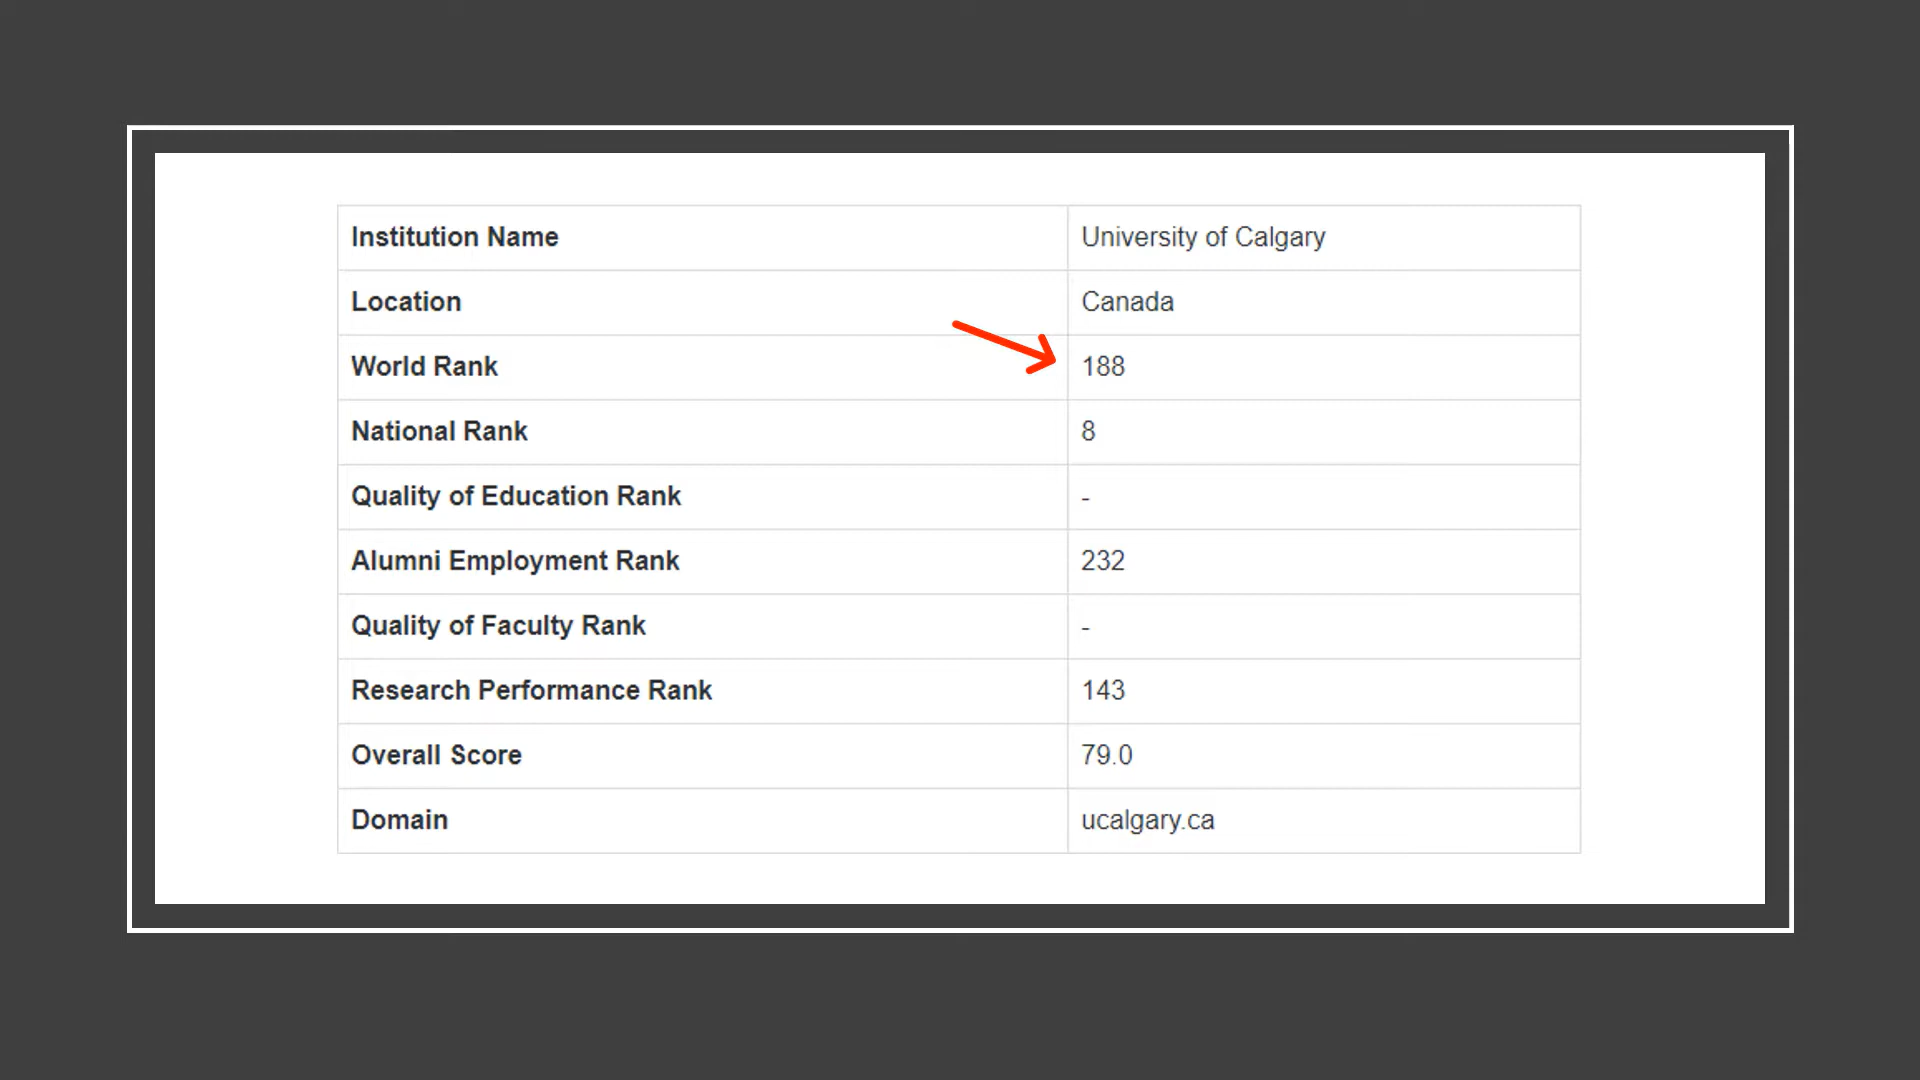 Institution Name University of Calgary
Location Canada
World Rank 188
National Rank 8
Quality of Education Rank -
Alumni Employment Rank 232
Quality of Faculty Rank -
Research Performance Rank 143
Overall Score 79.0
Domain ucalgary.ca